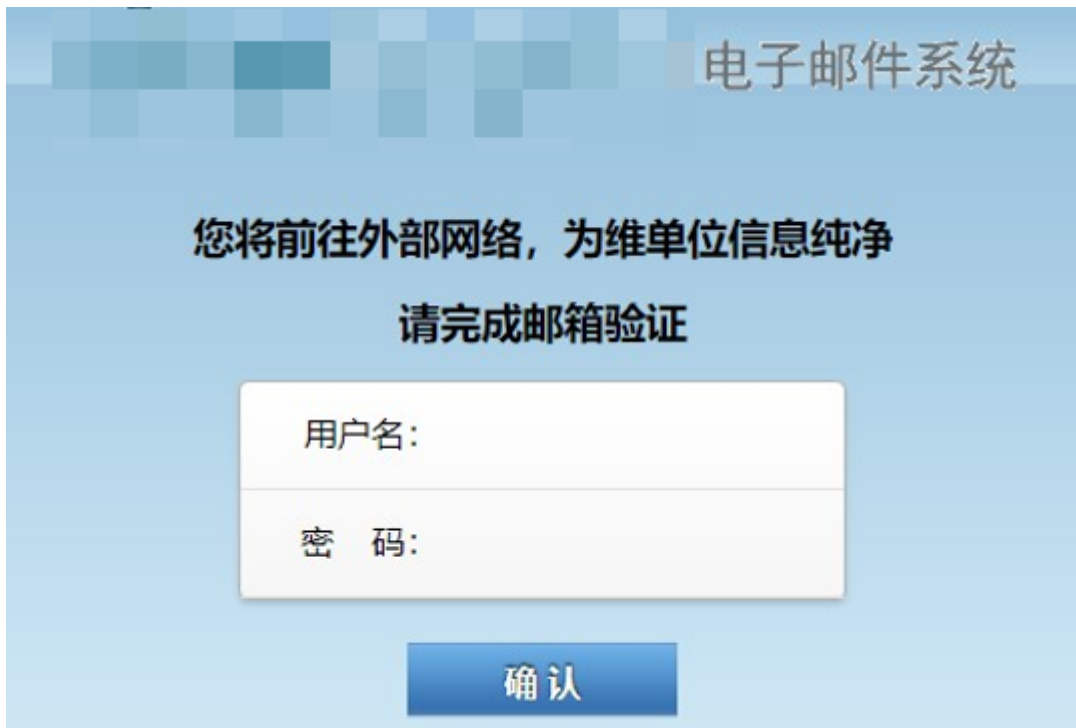 电子邮件系统
您将前往外部网络，为维单位信息纯净
请完成邮箱验证
用户名：
密 码：
确认